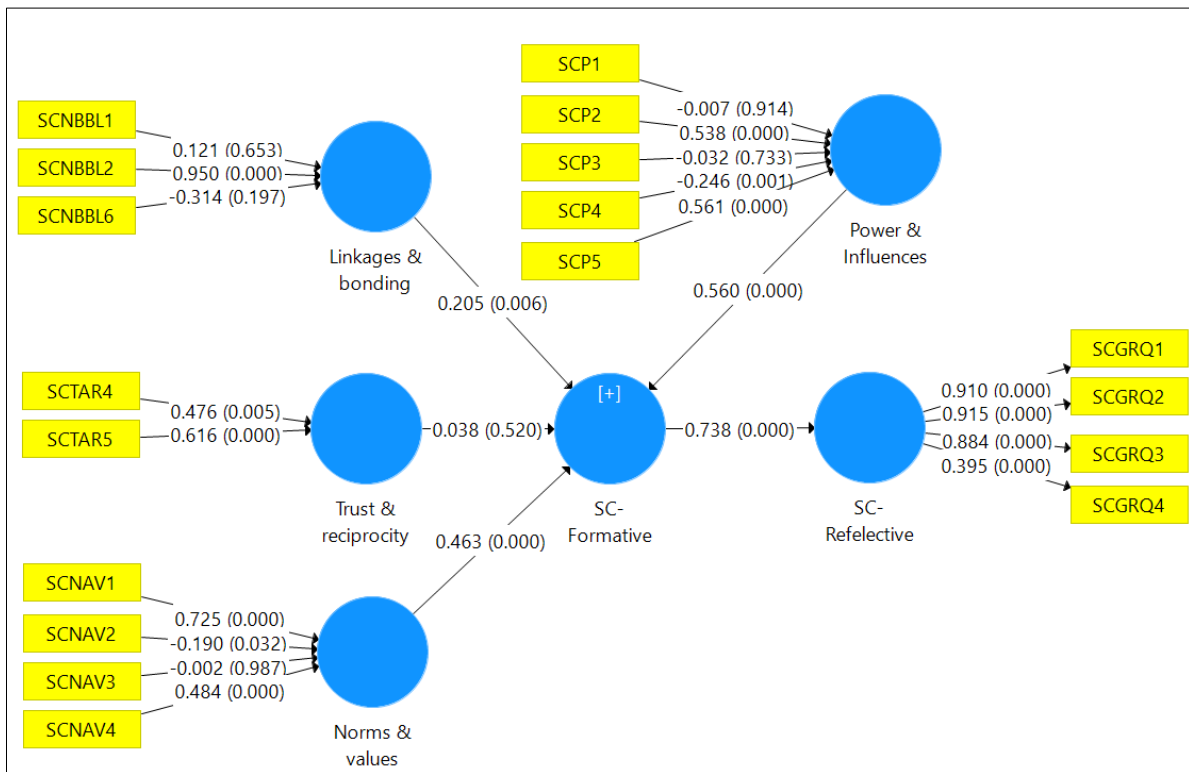 SCP1
-0.007 (0.914)
SCP2
0.538 (0.000)
SCP3
-0.032 (0.733)
SCP4
-0.246 (0.001)
SCP5
0.561 (0.000)
Power &
Influences
SCNBBL1
0.121 (0.653)
SCNBBL2
0.950 (0.000)
SCNBBL6
-0.314 (0.197)
Linkages &
bonding
0.205 (0.006)
0.560 (0.000)
SCTAR4
0.476 (0.005)
SCTAR5
0.616 (0.000)
Trust &
reciprocity
0.038 (0.520)
[+]
SC-
Formative
0.738 (0.000)
SC-
Refelective
SCGRQ1
0.910 (0.000)
SCGRQ2
0.915 (0.000)
SCGRQ3
0.884 (0.000)
SCGRQ4
0.395 (0.000)
0.463 (0.000)
SCNAV1
0.725 (0.000)
SCNAV2
-0.190 (0.032)
SCNAV3
-0.002 (0.987)
SCNAV4
0.484 (0.000)
Norms &
values